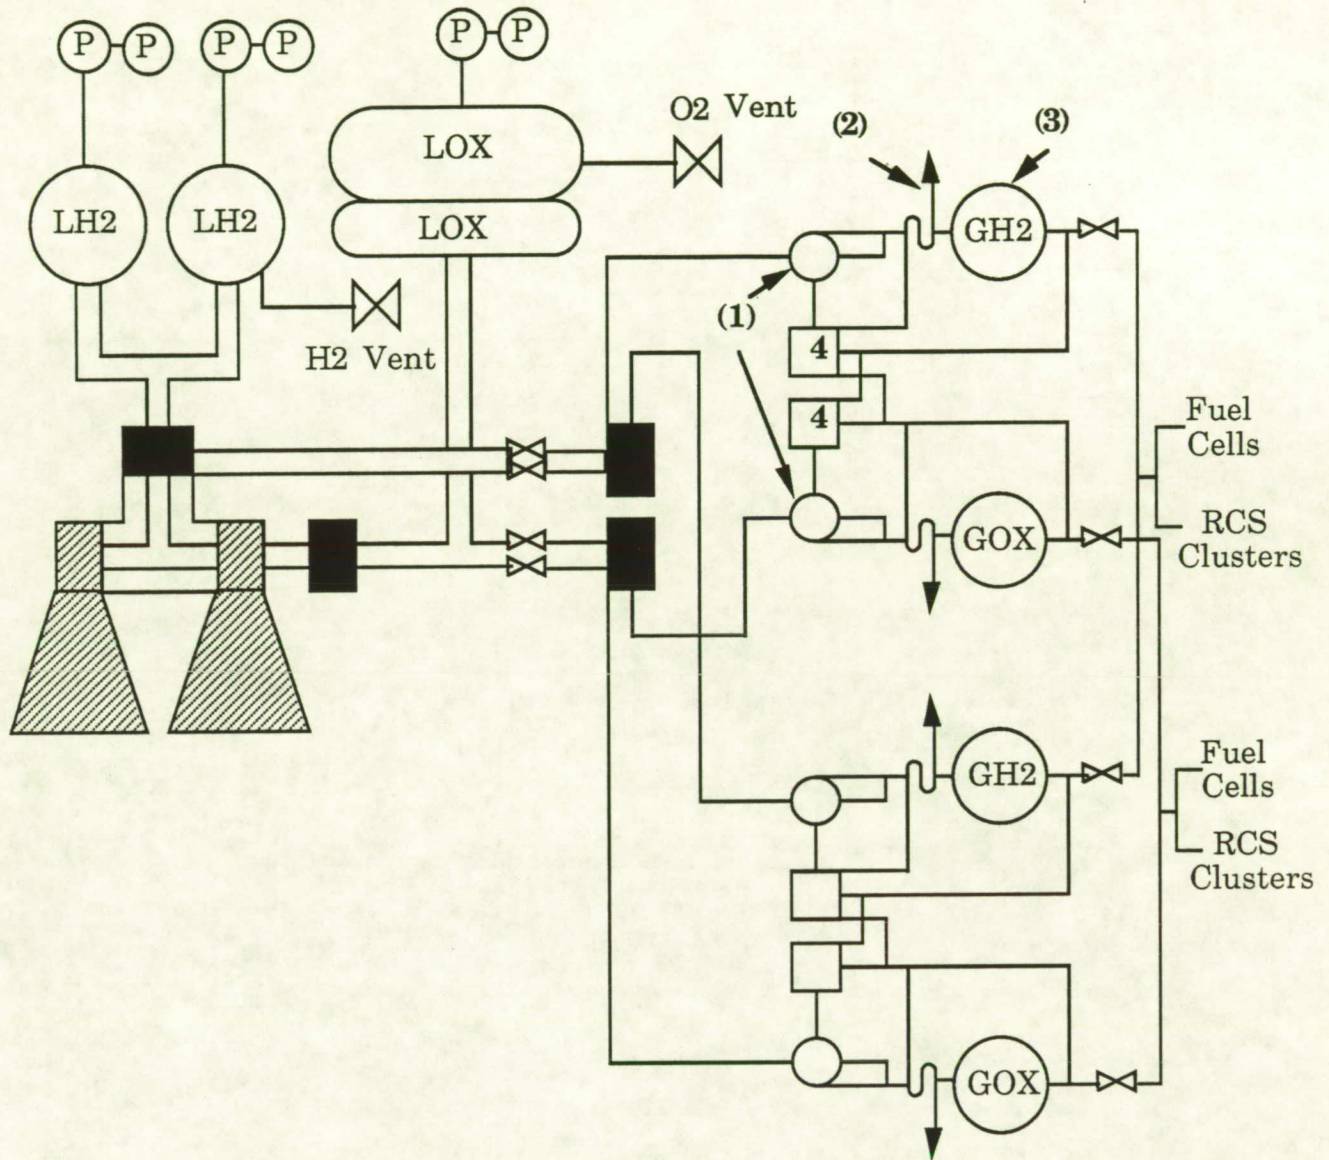 P P P P
P P
LOX
LOX
LH2
LH2
O2 Vent
H2 Vent
(2)
(3)
GH2
(1)
4
4
GOX
Fuel
Cells
RCS
Clusters
GH2
Fuel
Cells
RCS
Clusters
GOX